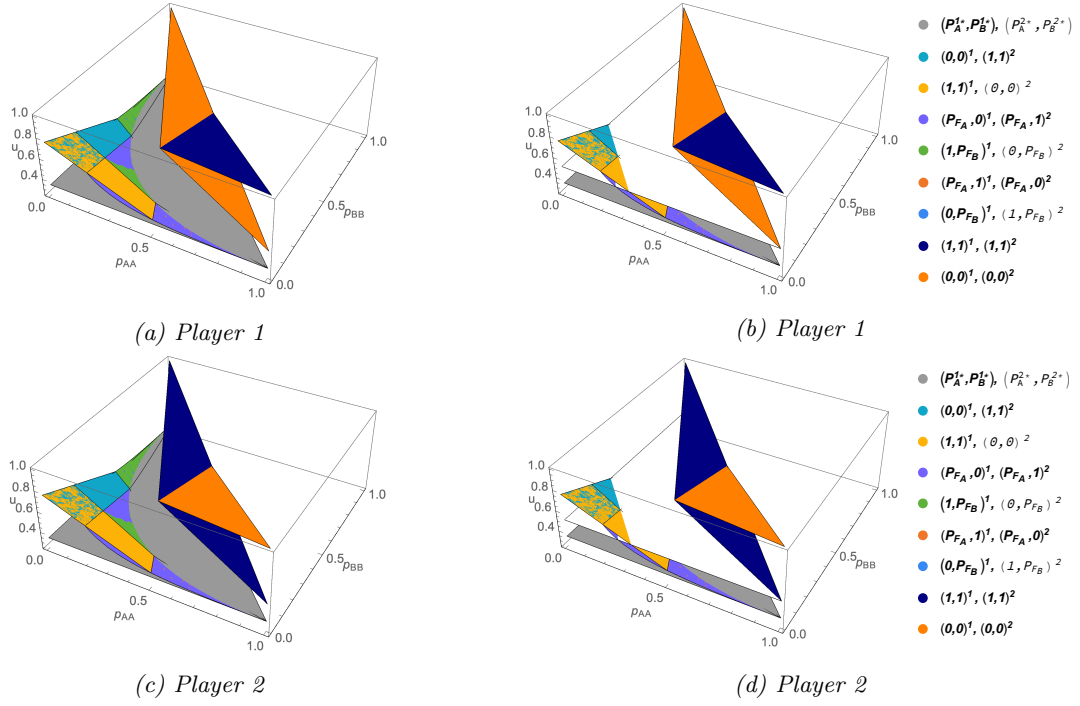 1.0
0.8
u 0.6
0.4
0.0
0.5
p_AA
1.0
0.0
0.5
p_BB
1.0
(a) Player 1
1.0
0.8
u 0.6
0.4
0.0
0.5
p_AA
1.0
0.0
0.5
p_BB
1.0
(b) Player 1
(P_A^{1*},P_B^{1*}), (P_A^{2*},P_B^{2*})
(0,0)^1, (1,1)^2
(1,1)^1, (0,0)^2
(P_{F_A},0)^1, (P_{F_A},1)^2
(1,P_{F_B})^1, (0,P_{F_B})^2
(P_{F_A},1)^1, (P_{F_A},0)^2
(0,P_{F_B})^1, (1,P_{F_B})^2
(1,1)^1, (1,1)^2
(0,0)^1, (0,0)^2
1.0
0.8
u 0.6
0.4
0.0
0.5
p_AA
1.0
0.0
0.5
p_BB
1.0
(c) Player 2
1.0
0.8
u 0.6
0.4
0.0
0.5
p_AA
1.0
0.0
0.5
p_BB
1.0
(d) Player 2
(P_A^{1*},P_B^{1*}), (P_A^{2*},P_B^{2*})
(0,0)^1, (1,1)^2
(1,1)^1, (0,0)^2
(P_{F_A},0)^1, (P_{F_A},1)^2
(1,P_{F_B})^1, (0,P_{F_B})^2
(P_{F_A},1)^1, (P_{F_A},0)^2
(0,P_{F_B})^1, (1,P_{F_B})^2
(1,1)^1, (1,1)^2
(0,0)^1, (0,0)^2